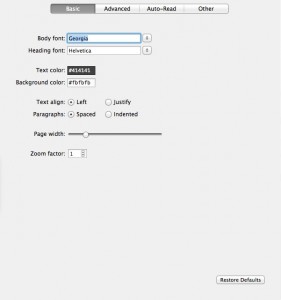 Basic Advanced Auto-Read Other
Body font: Georgia
Heading font: Helvetica
Text color: #414141
Background color: #fbfbfb
Text align: Left Justify
Paragraphs: Spaced Indented
Page width:
Zoom factor: 1
Restore Defaults